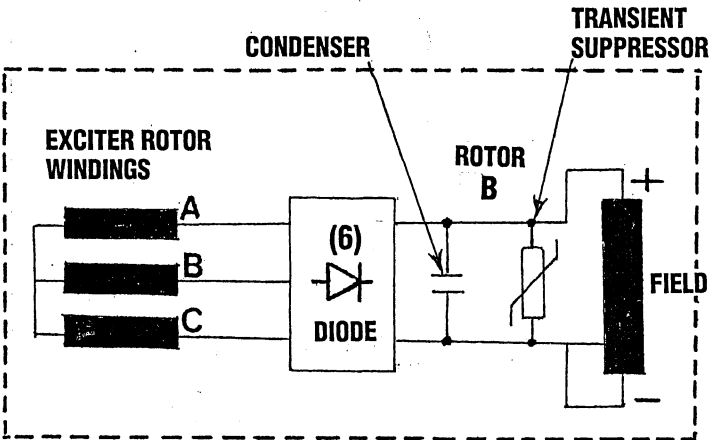 TRANSIENT
SUPPRESSOR
CONDENSER
EXCITER ROTOR
WINDINGS
ROTOR
B
A
B
C
(6)
DIODE
+
FIELD
−